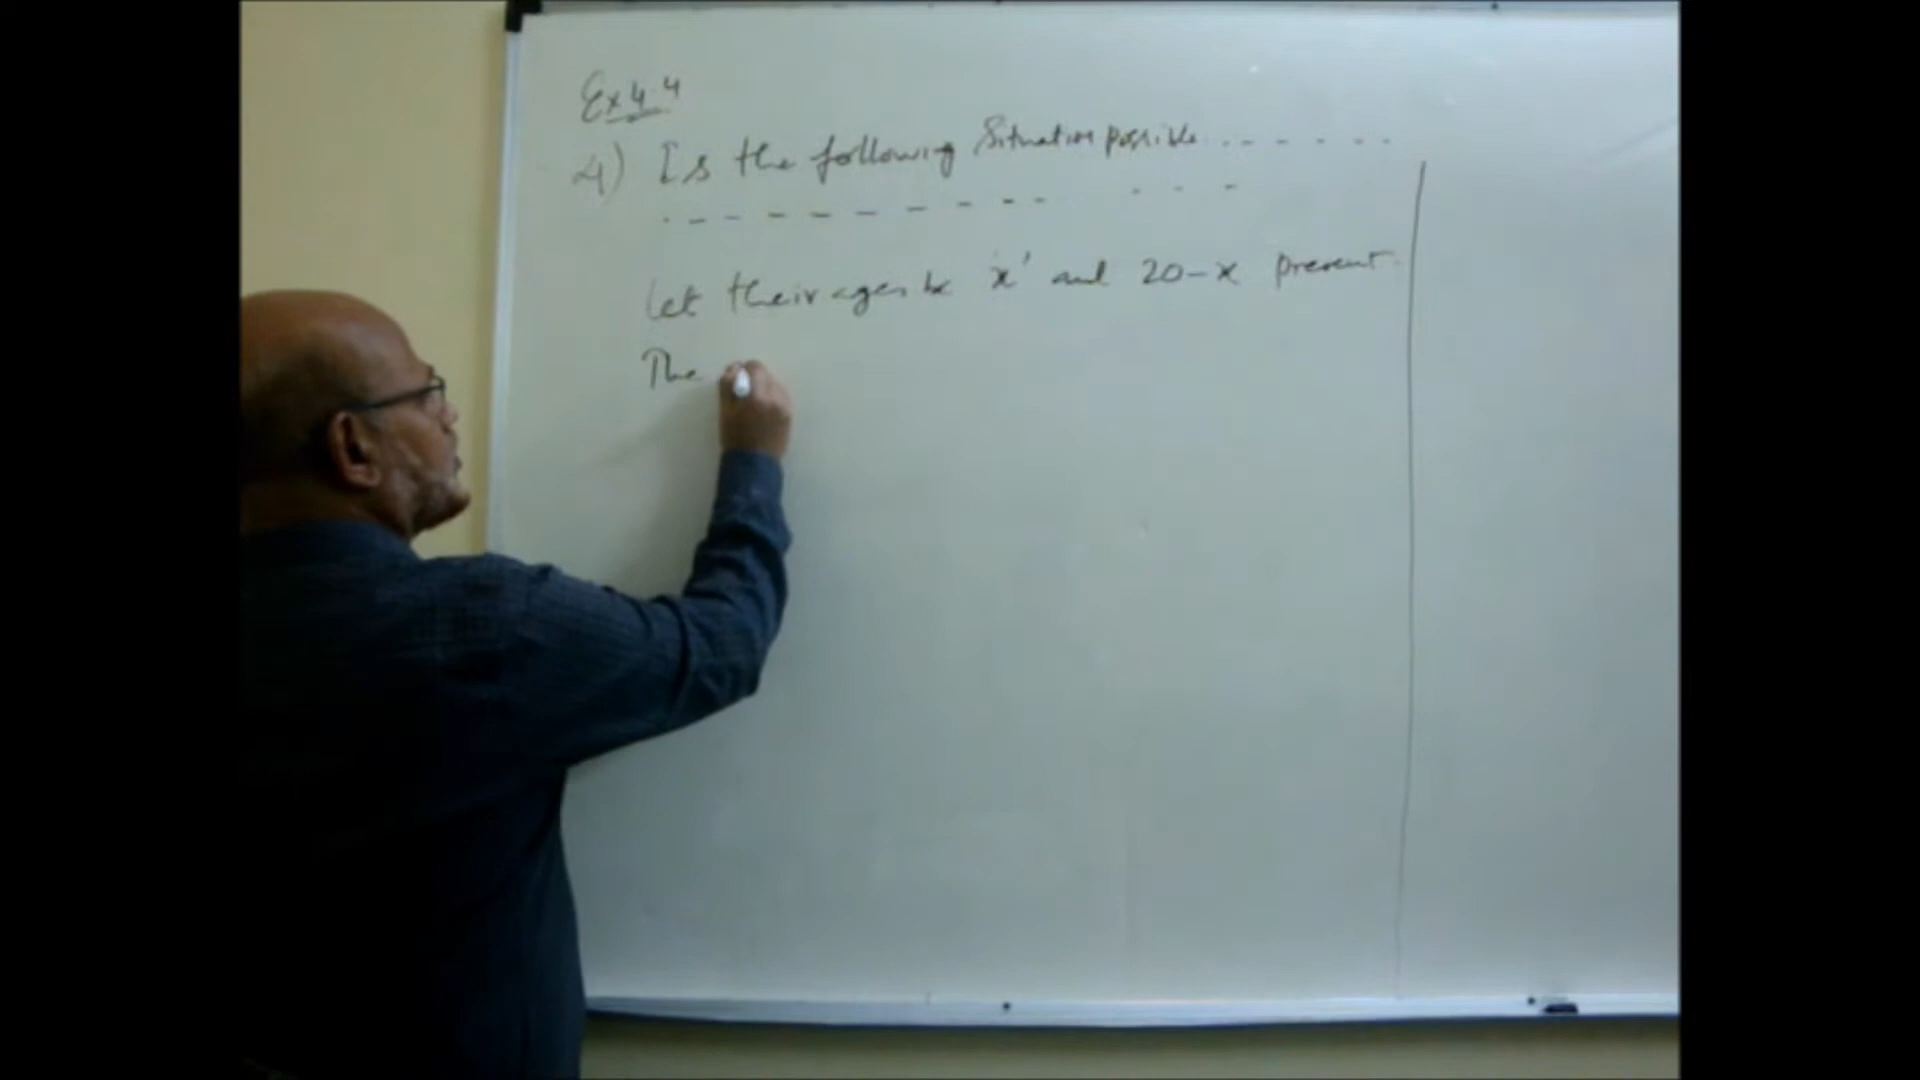 Ex 4.4
4) Is the following Situation possible . - - - - -
. - - - - - - - - - - - -
Let their ages be 'x' and 20-x present.
The